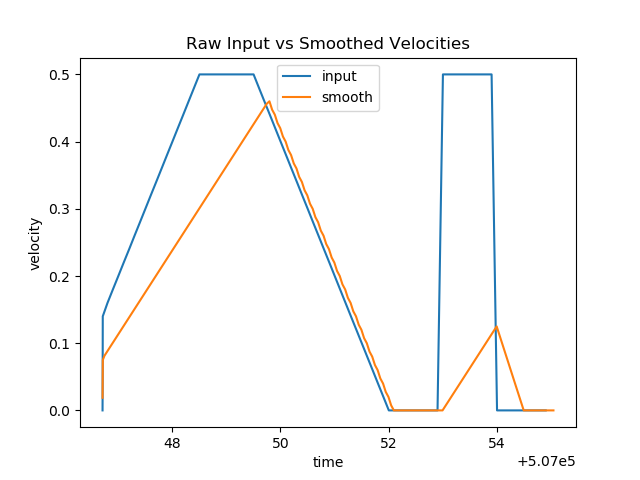 Raw Input vs Smoothed Velocities
input
smooth
0.5
0.4
0.3
0.2
0.1
0.0
velocity
48 50 52 54
time
+5.07e5